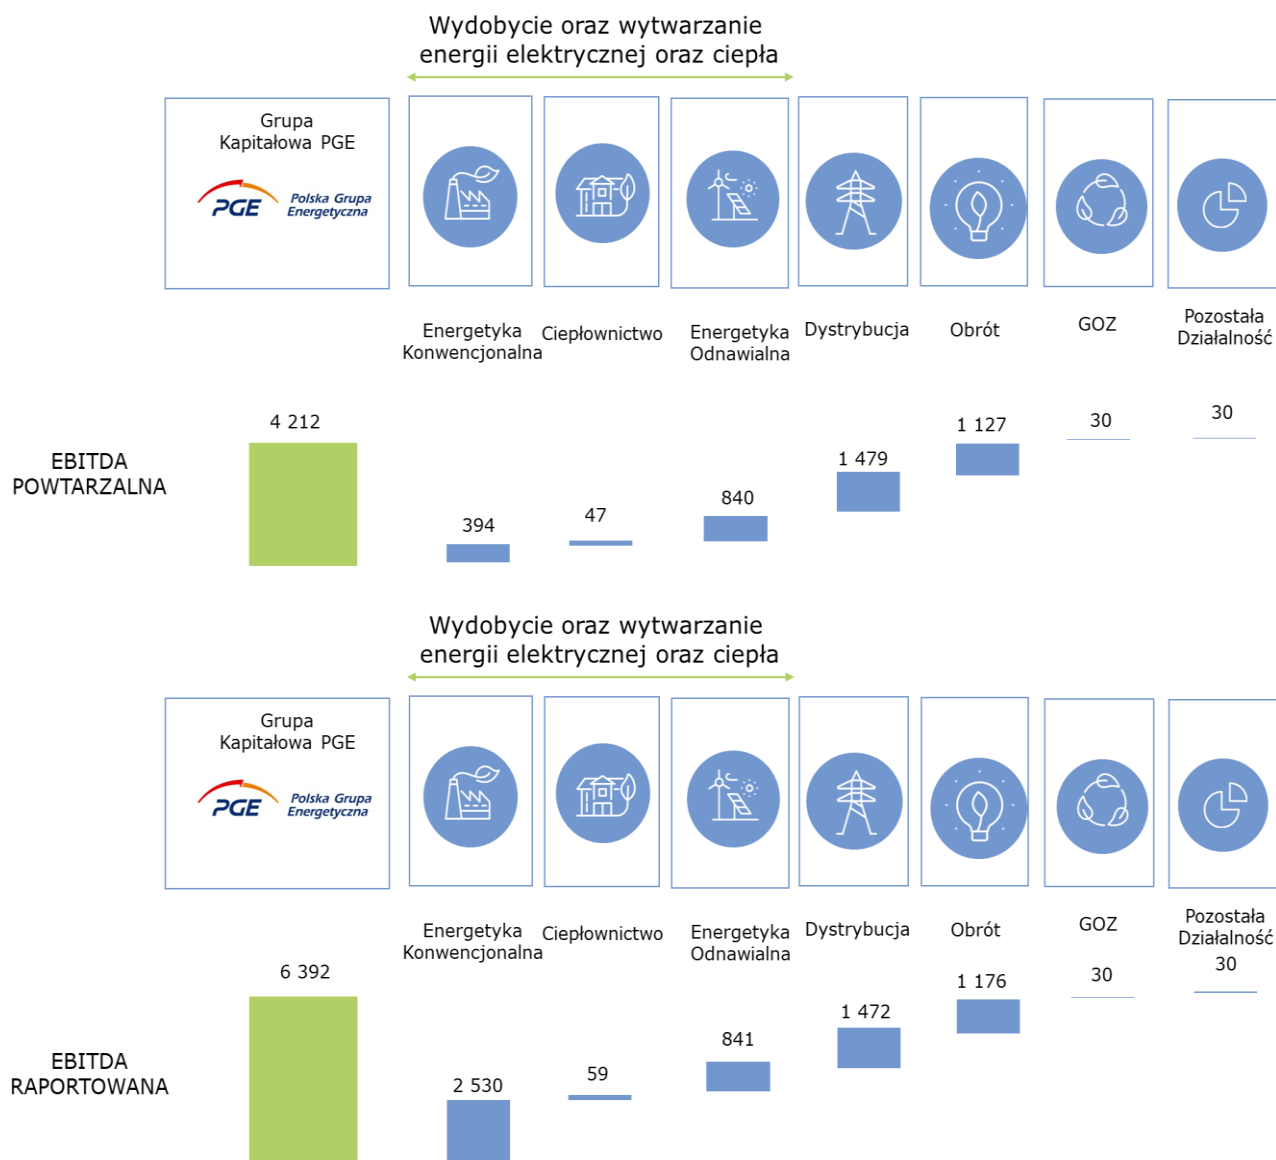 Wydobycie oraz wytwarzanie
energii elektrycznej oraz ciepła
Grupa
Kapitałowa PGE
PGE Polska Grupa
Energetyczna
Energetyka
Konwencjonalna
Ciepłownictwo
Energetyka
Odnawialna
Dystrybucja
Obrót
GOZ
Pozostała
Działalność
EBITDA
POWTARZALNA
4 212
394
47
840
1 479
1 127
30
30
Wydobycie oraz wytwarzanie
energii elektrycznej oraz ciepła
Grupa
Kapitałowa PGE
PGE Polska Grupa
Energetyczna
Energetyka
Konwencjonalna
Ciepłownictwo
Energetyka
Odnawialna
Dystrybucja
Obrót
GOZ
Pozostała
Działalność
EBITDA
RAPORTOWANA
6 392
2 530
59
841
1 472
1 176
30
30